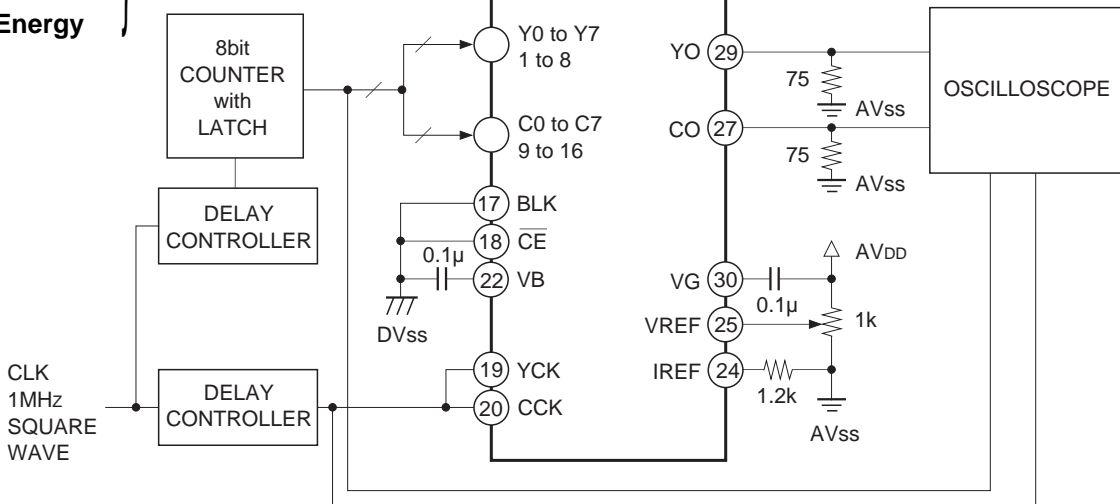 Energy
8bit
COUNTER
with
LATCH
DELAY
CONTROLLER
CLK
1MHz
SQUARE
WAVE
DELAY
CONTROLLER
Y0 to Y7
1 to 8
C0 to C7
9 to 16
17 BLK
18 CE
0.1μ
22 VB
DVss
19 YCK
20 CCK
YO 29
75
AVss
CO 27
75
AVss
OSCILLOSCOPE
AVDD
VG 30
0.1μ
VREF 25
1k
IREF 24
1.2k
AVss